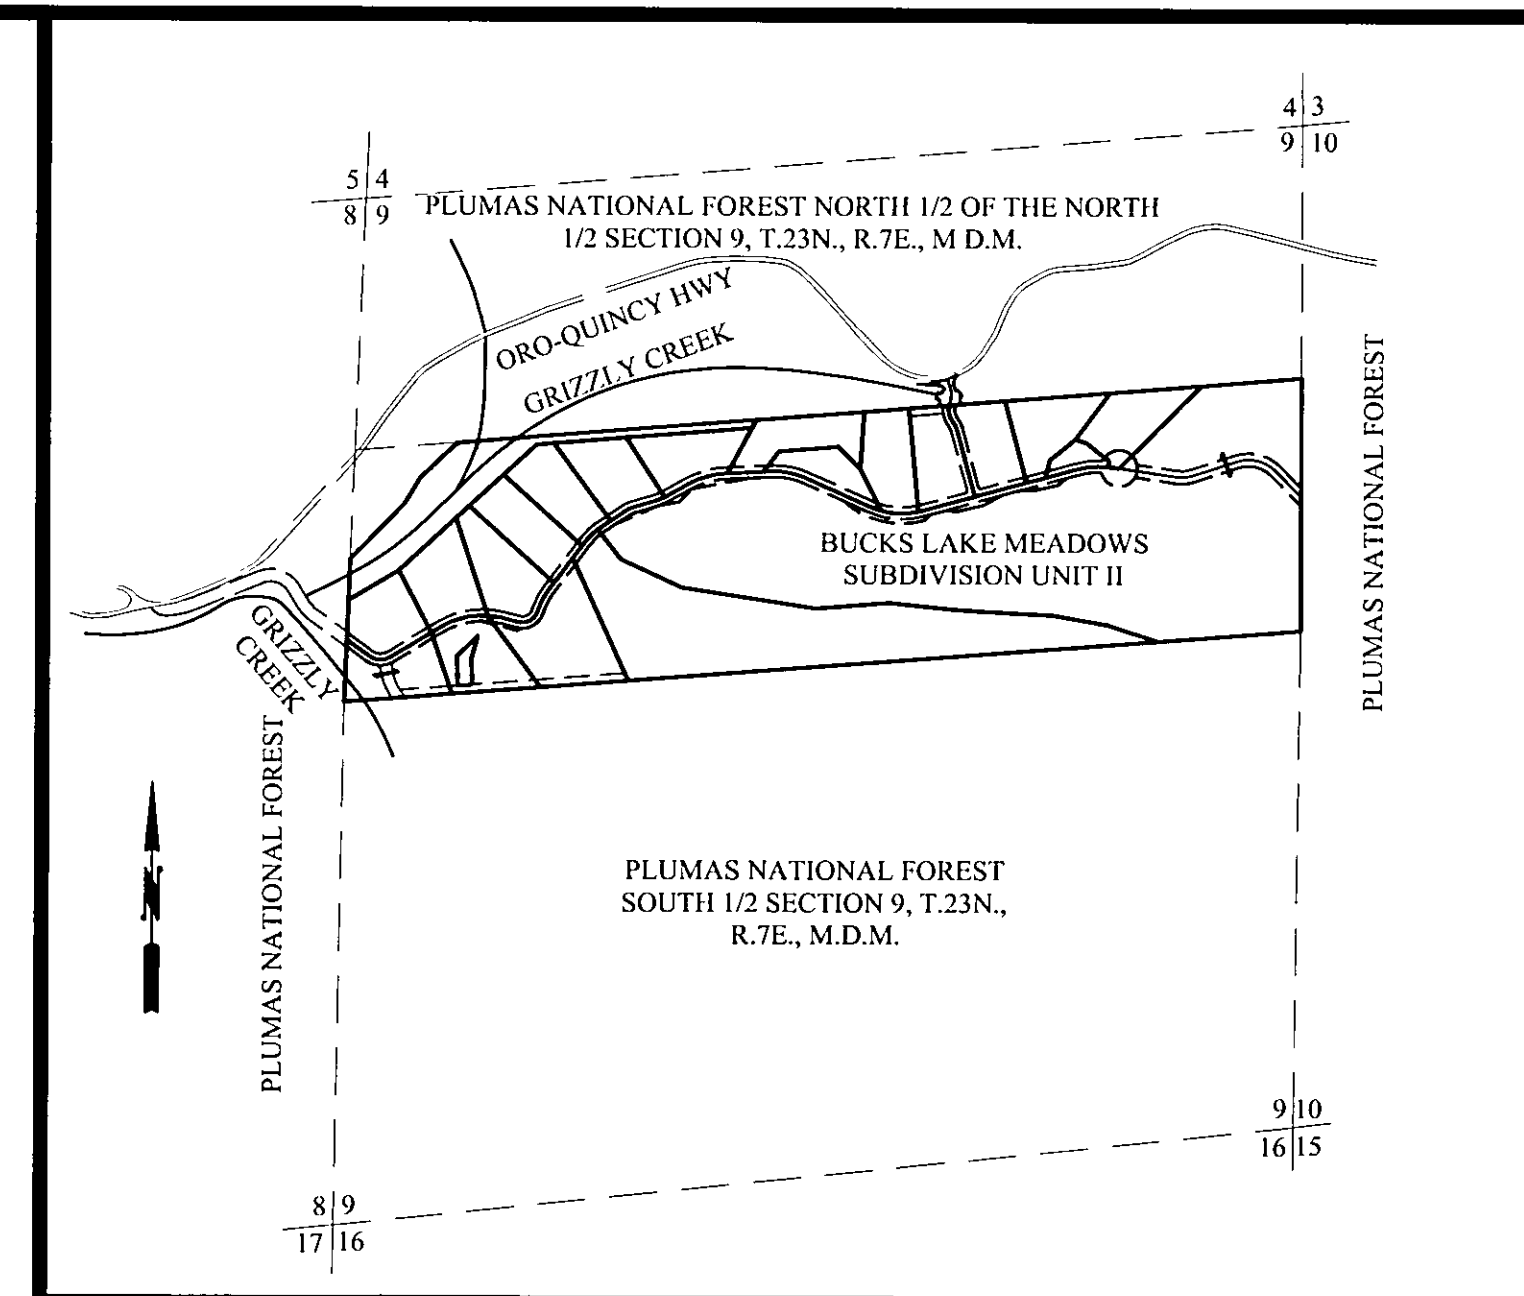 4 3
9 10
5 4
8 9
PLUMAS NATIONAL FOREST NORTH 1/2 OF THE NORTH
1/2 SECTION 9, T.23N., R.7E., M D.M.
ORO-QUINCY HWY
GRIZZLY CREEK
PLUMAS NATIONAL FOREST
BUCKS LAKE MEADOWS
SUBDIVISION UNIT II
GRIZZLY
CREEK
PLUMAS NATIONAL FOREST
N
PLUMAS NATIONAL FOREST
SOUTH 1/2 SECTION 9, T.23N.,
R.7E., M.D.M.
9 10
16 15
8 9
17 16